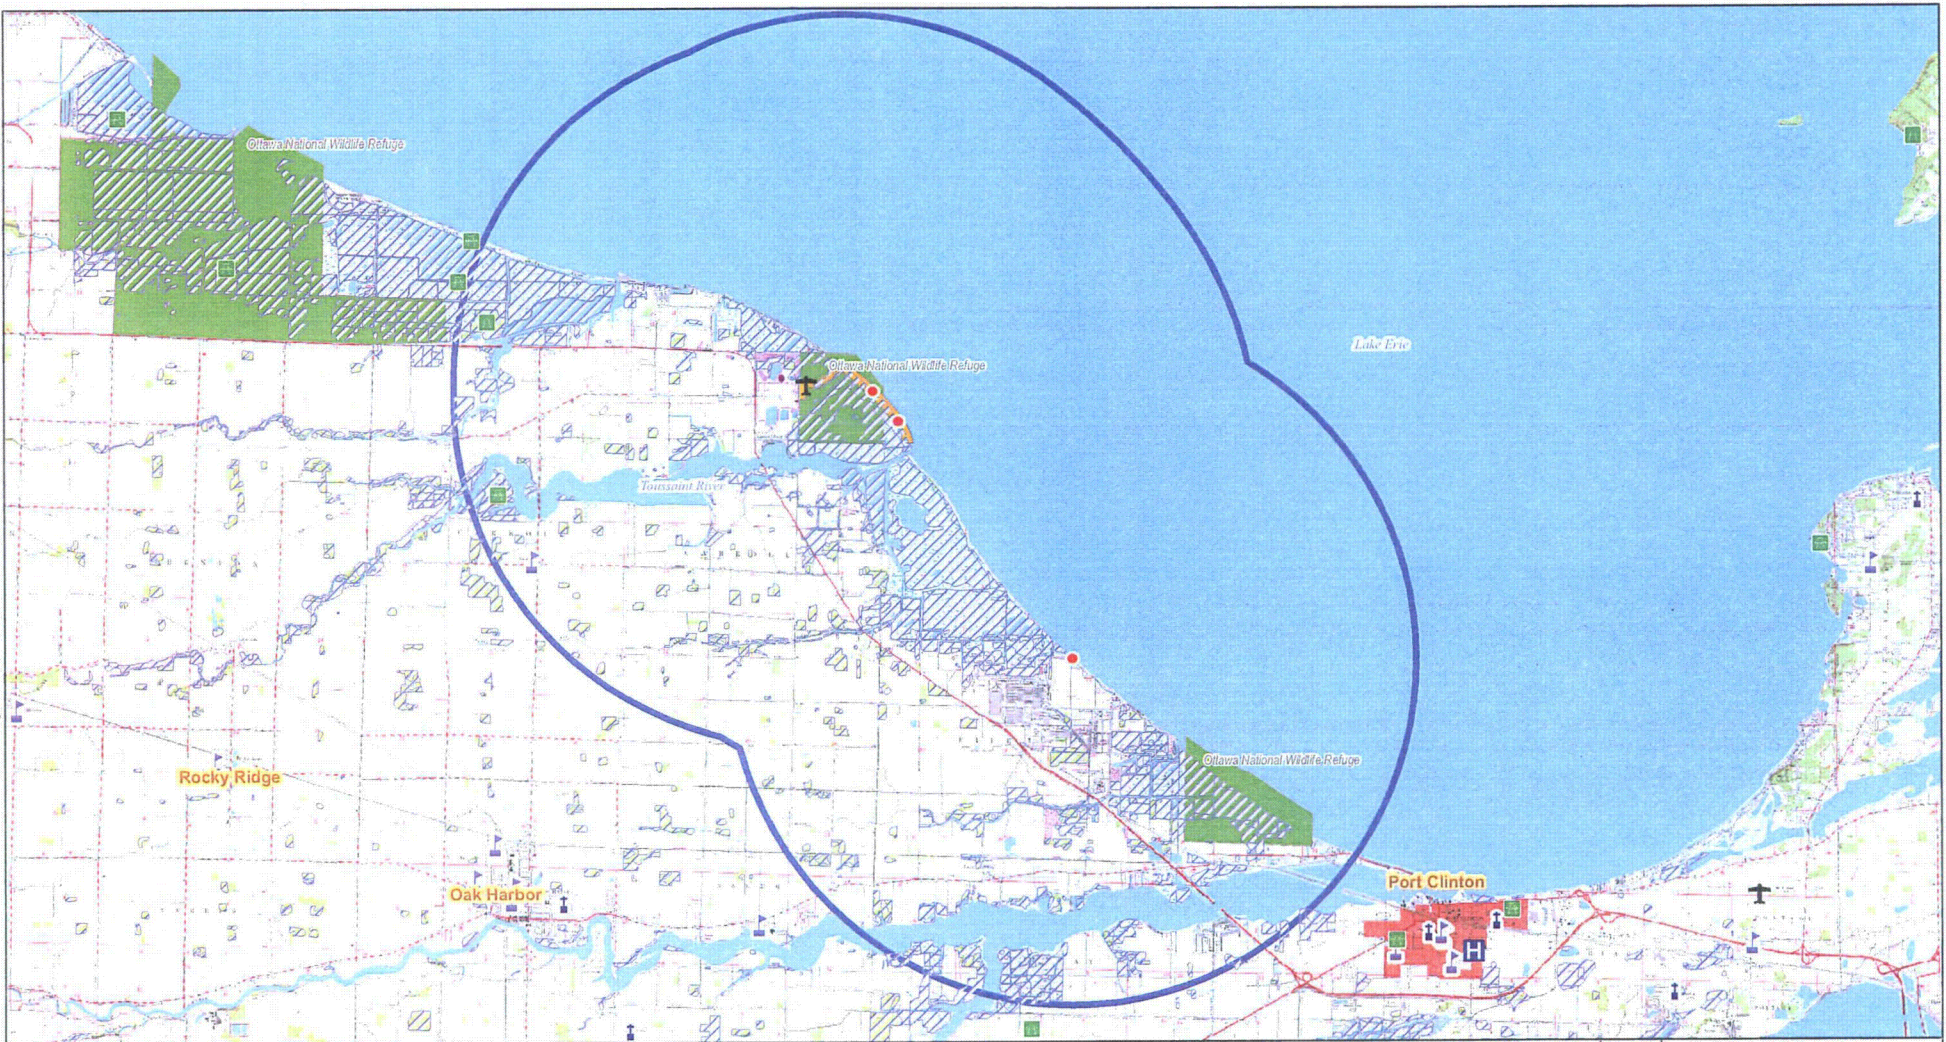 Ottawa National Wildlife Refuge
Lake Erie
Ottawa National Wildlife Refuge
Toussaint River
Ottawa National Wildlife Refuge
Rocky Ridge
Port Clinton
Oak Harbor
H